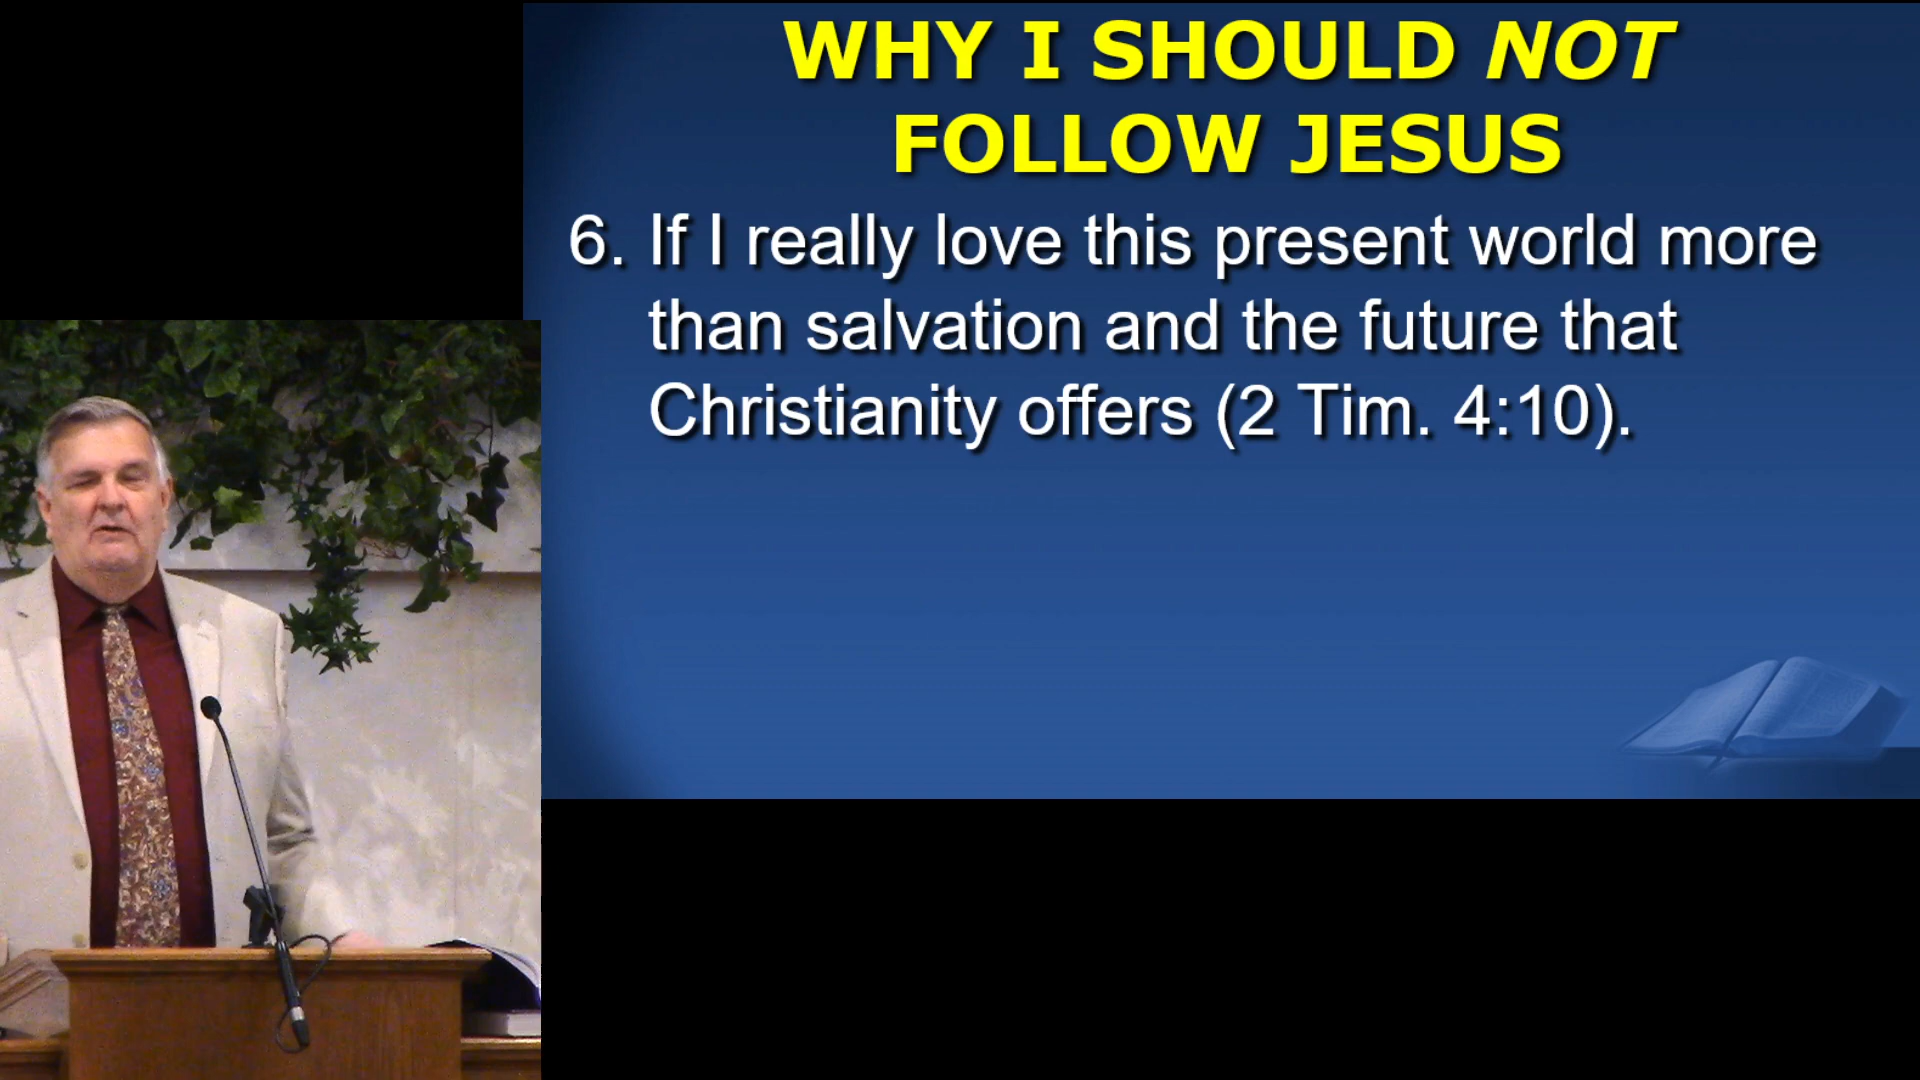 WHY I SHOULD NOT
FOLLOW JESUS
6. If I really love this present world more
than salvation and the future that
Christianity offers (2 Tim. 4:10).